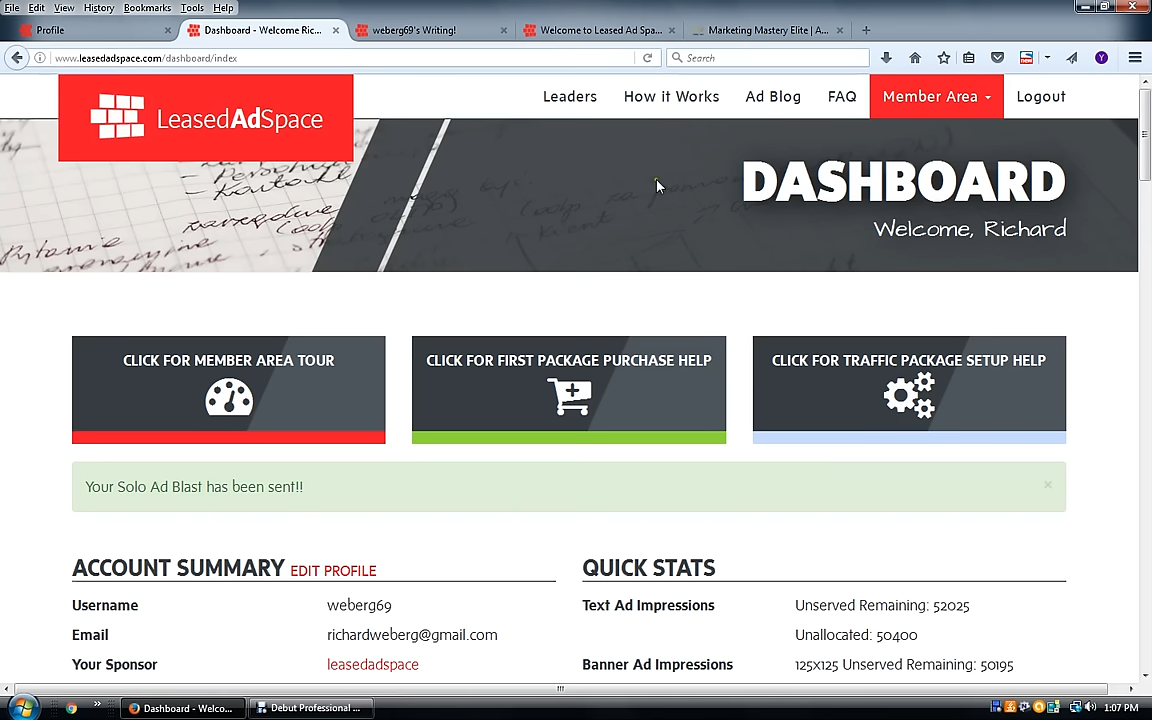 File Edit View History Bookmarks Tools Help
Profile
Dashboard - Welcome Ric...
weberg69's Writing!
Welcome to Leased Ad Spa...
Marketing Mastery Elite | A...
www.leasedadspace.com/dashboard/index
Search
LeasedAdSpace
Leaders How it Works Ad Blog FAQ Member Area Logout
DASHBOARD
Welcome, Richard
CLICK FOR MEMBER AREA TOUR
CLICK FOR FIRST PACKAGE PURCHASE HELP
CLICK FOR TRAFFIC PACKAGE SETUP HELP
Your Solo Ad Blast has been sent!!
×
ACCOUNT SUMMARY EDIT PROFILE
Username weberg69
Email richardweberg@gmail.com
Your Sponsor leasedadspace
QUICK STATS
Text Ad Impressions Unserved Remaining: 52025
Unallocated: 50400
Banner Ad Impressions 125x125 Unserved Remaining: 50195
Dashboard - Welco...
Debut Professional ...
1:07 PM